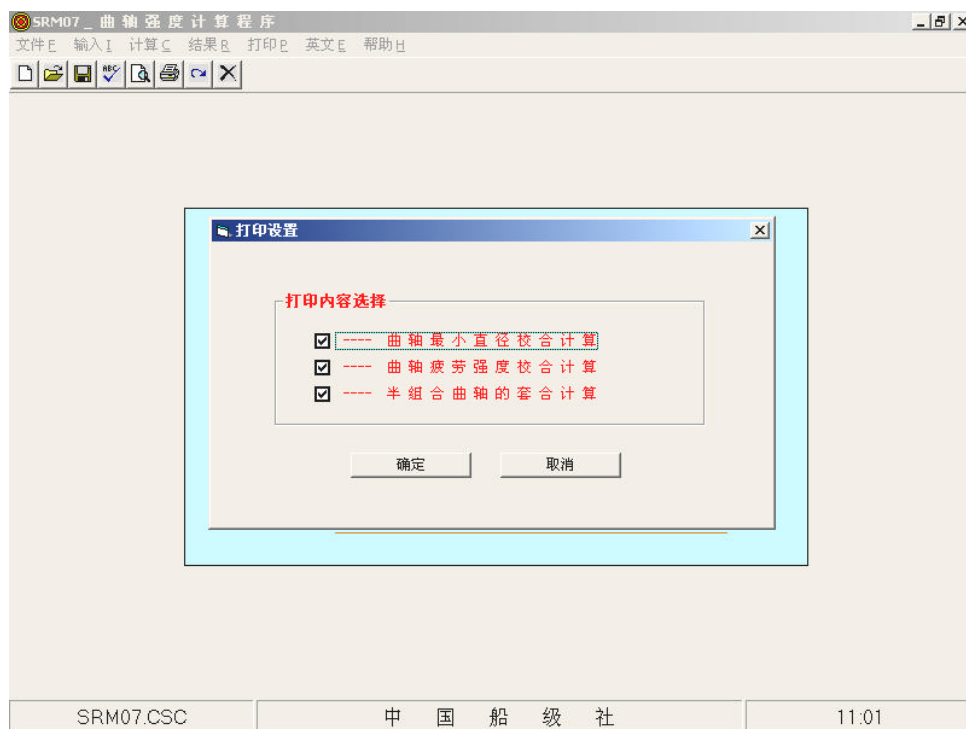 SRM07_曲轴强度计算程序
文件F 输入I 计算C 结果R 打印P 英文E 帮助H
ABC
打印设置
打印内容选择
---- 曲轴最小直径校合计算
---- 曲轴疲劳强度校合计算
---- 半组合曲轴的套合计算
确定 取消
SRM07.CSC 中国船级社 11:01